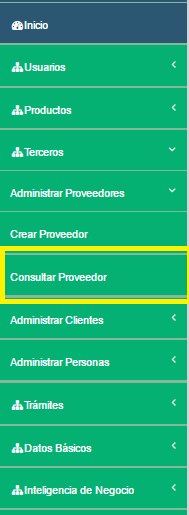 Inicio
Usuarios
Productos
Terceros
Administrar Proveedores
Crear Proveedor
Consultar Proveedor
Administrar Clientes
Administrar Personas
Trámites
Datos Básicos
Inteligencia de Negocio